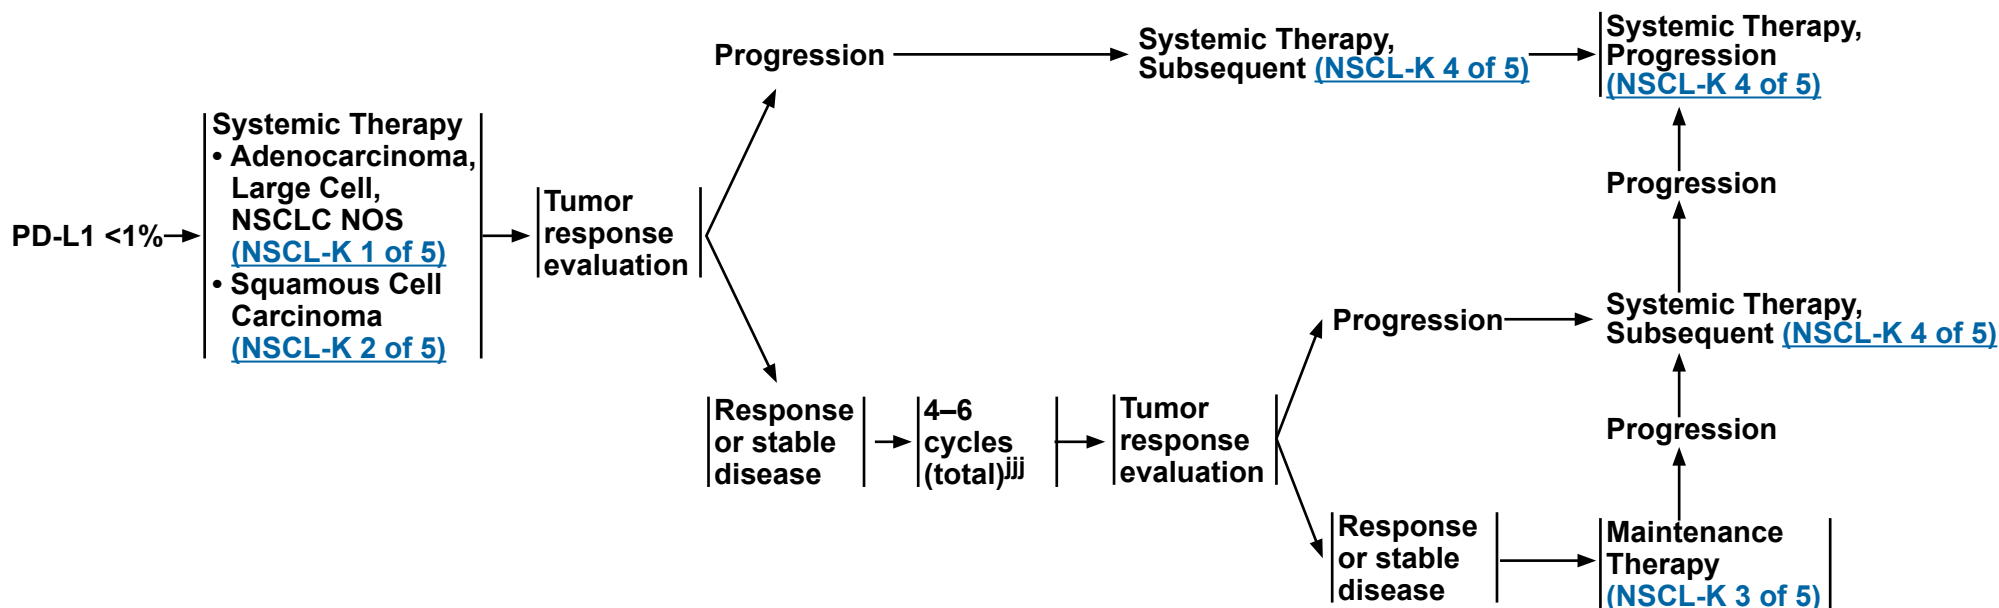 PD-L1 <1%
Systemic Therapy
• Adenocarcinoma,
Large Cell,
NSCLC NOS
(NSCL-K 1 of 5)
• Squamous Cell
Carcinoma
(NSCL-K 2 of 5)
Tumor
response
evaluation
Progression
Systemic Therapy,
Subsequent (NSCL-K 4 of 5)
Systemic Therapy,
Progression
(NSCL-K 4 of 5)
Response
or stable
disease
4–6
cycles
(total)jjj
Tumor
response
evaluation
Progression
Systemic Therapy,
Subsequent (NSCL-K 4 of 5)
Progression
Response
or stable
disease
Maintenance
Therapy
(NSCL-K 3 of 5)
Progression